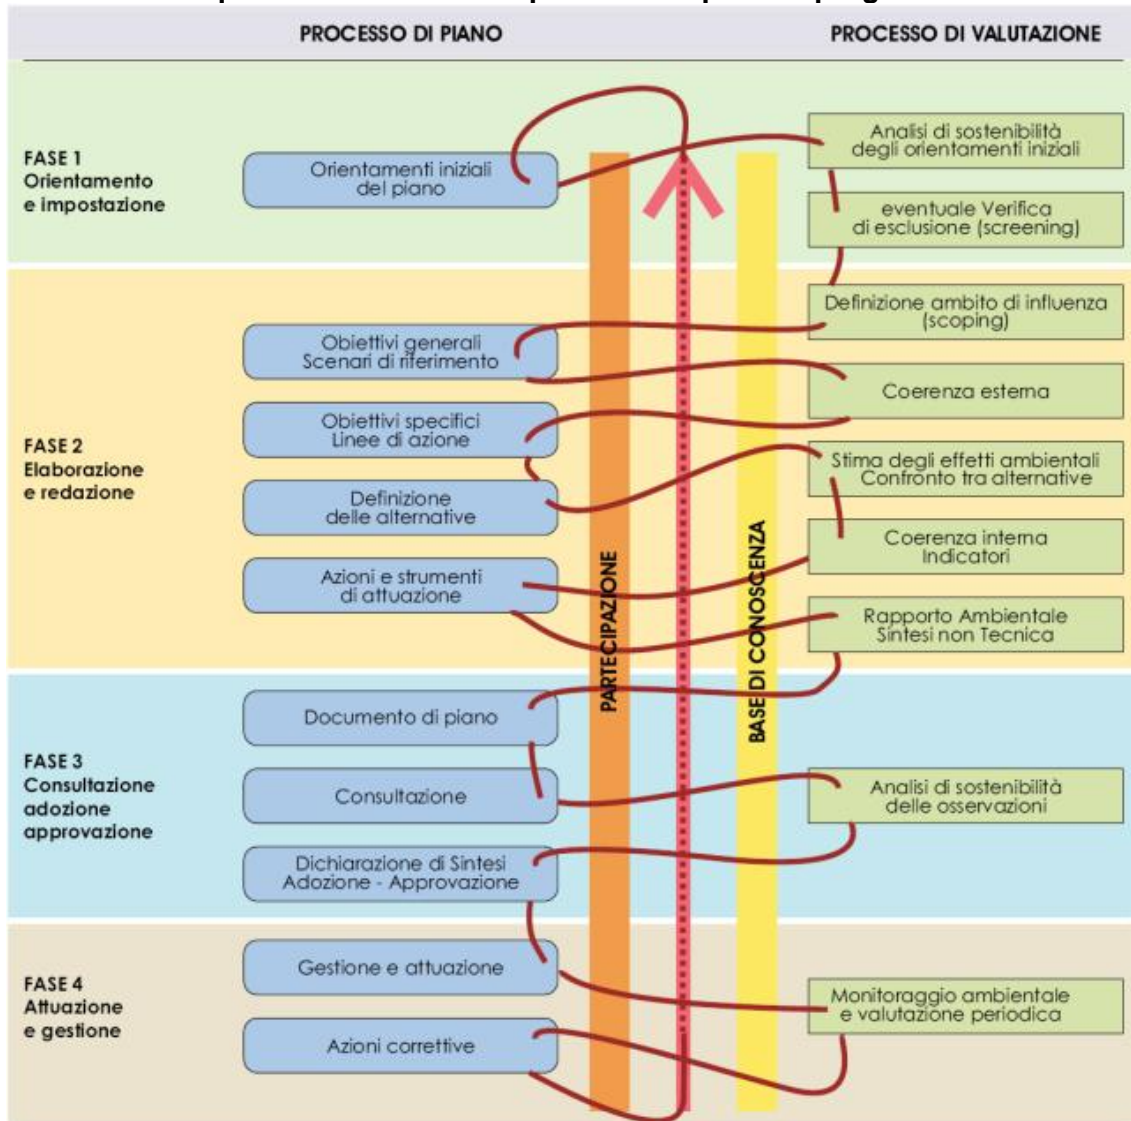 PROCESSO DI PIANO
PROCESSO DI VALUTAZIONE
FASE 1
Orientamento
e impostazione
Orientamenti iniziali
del piano
Analisi di sostenibilità
degli orientamenti iniziali
eventuale Verifica
di esclusione (screening)
FASE 2
Elaborazione
e redazione
Definizione ambito di influenza
(scoping)
Obiettivi generali
Scenari di riferimento
Coerenza esterna
Obiettivi specifici
Linee di azione
Stima degli effetti ambientali
Confronto tra alternative
Definizione
delle alternative
Coerenza interna
Indicatori
Azioni e strumenti
di attuazione
Rapporto Ambientale
Sintesi non Tecnica
PARTECIPAZIONE
BASE DI CONOSCENZA
FASE 3
Consultazione
adozione
approvazione
Documento di piano
Consultazione
Analisi di sostenibilità
delle osservazioni
Dichiarazione di Sintesi
Adozione - Approvazione
FASE 4
Attuazione
e gestione
Gestione e attuazione
Monitoraggio ambientale
e valutazione periodica
Azioni correttive